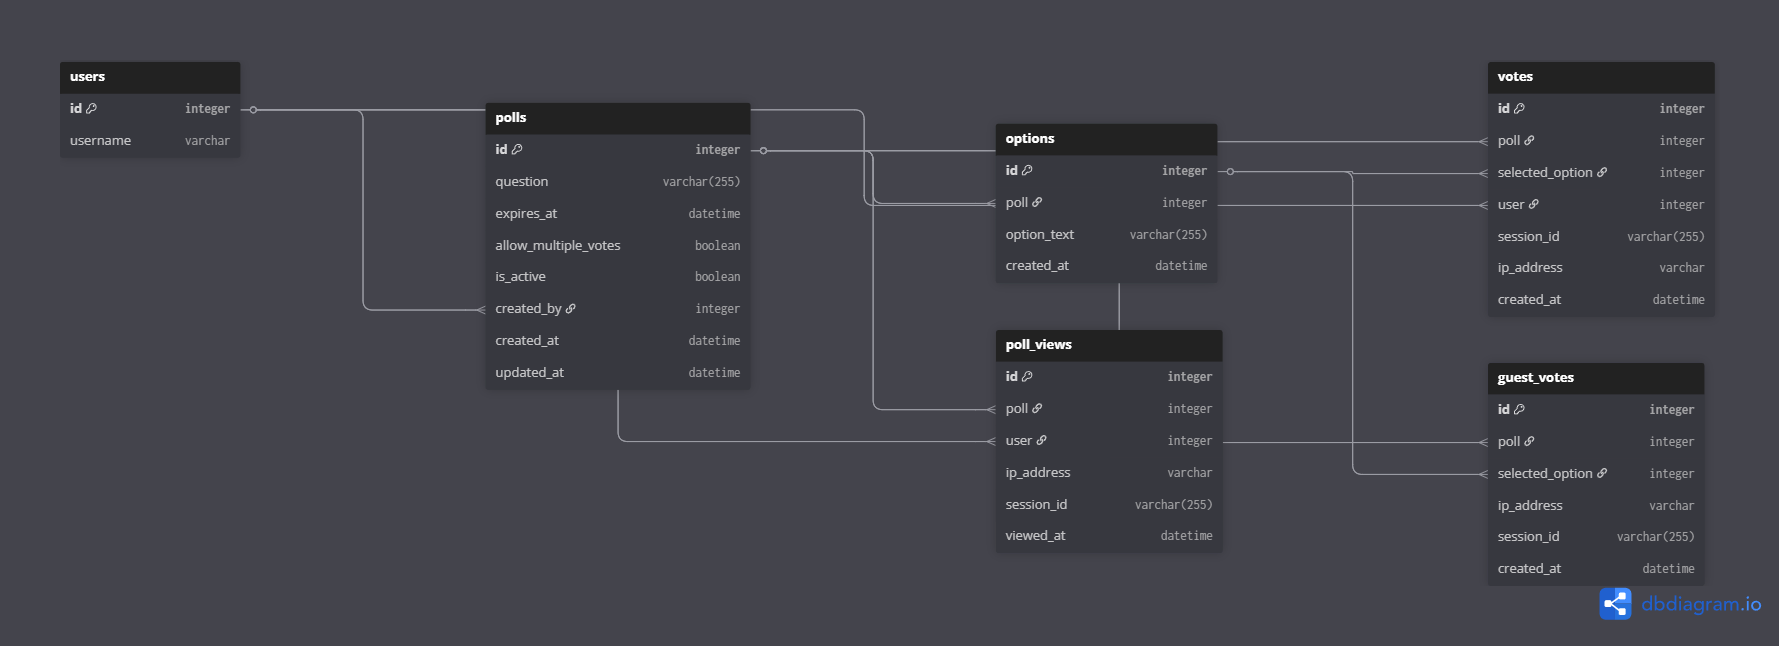 users
id integer
username varchar
polls
id integer
question varchar(255)
expires_at datetime
allow_multiple_votes boolean
is_active boolean
created_by integer
created_at datetime
updated_at datetime
options
id integer
poll integer
option_text varchar(255)
created_at datetime
poll_views
id integer
poll integer
user integer
ip_address varchar
session_id varchar(255)
viewed_at datetime
votes
id integer
poll integer
selected_option integer
user integer
session_id varchar(255)
ip_address varchar
created_at datetime
guest_votes
id integer
poll integer
selected_option integer
ip_address varchar
session_id varchar(255)
created_at datetime
dbdiagram.io